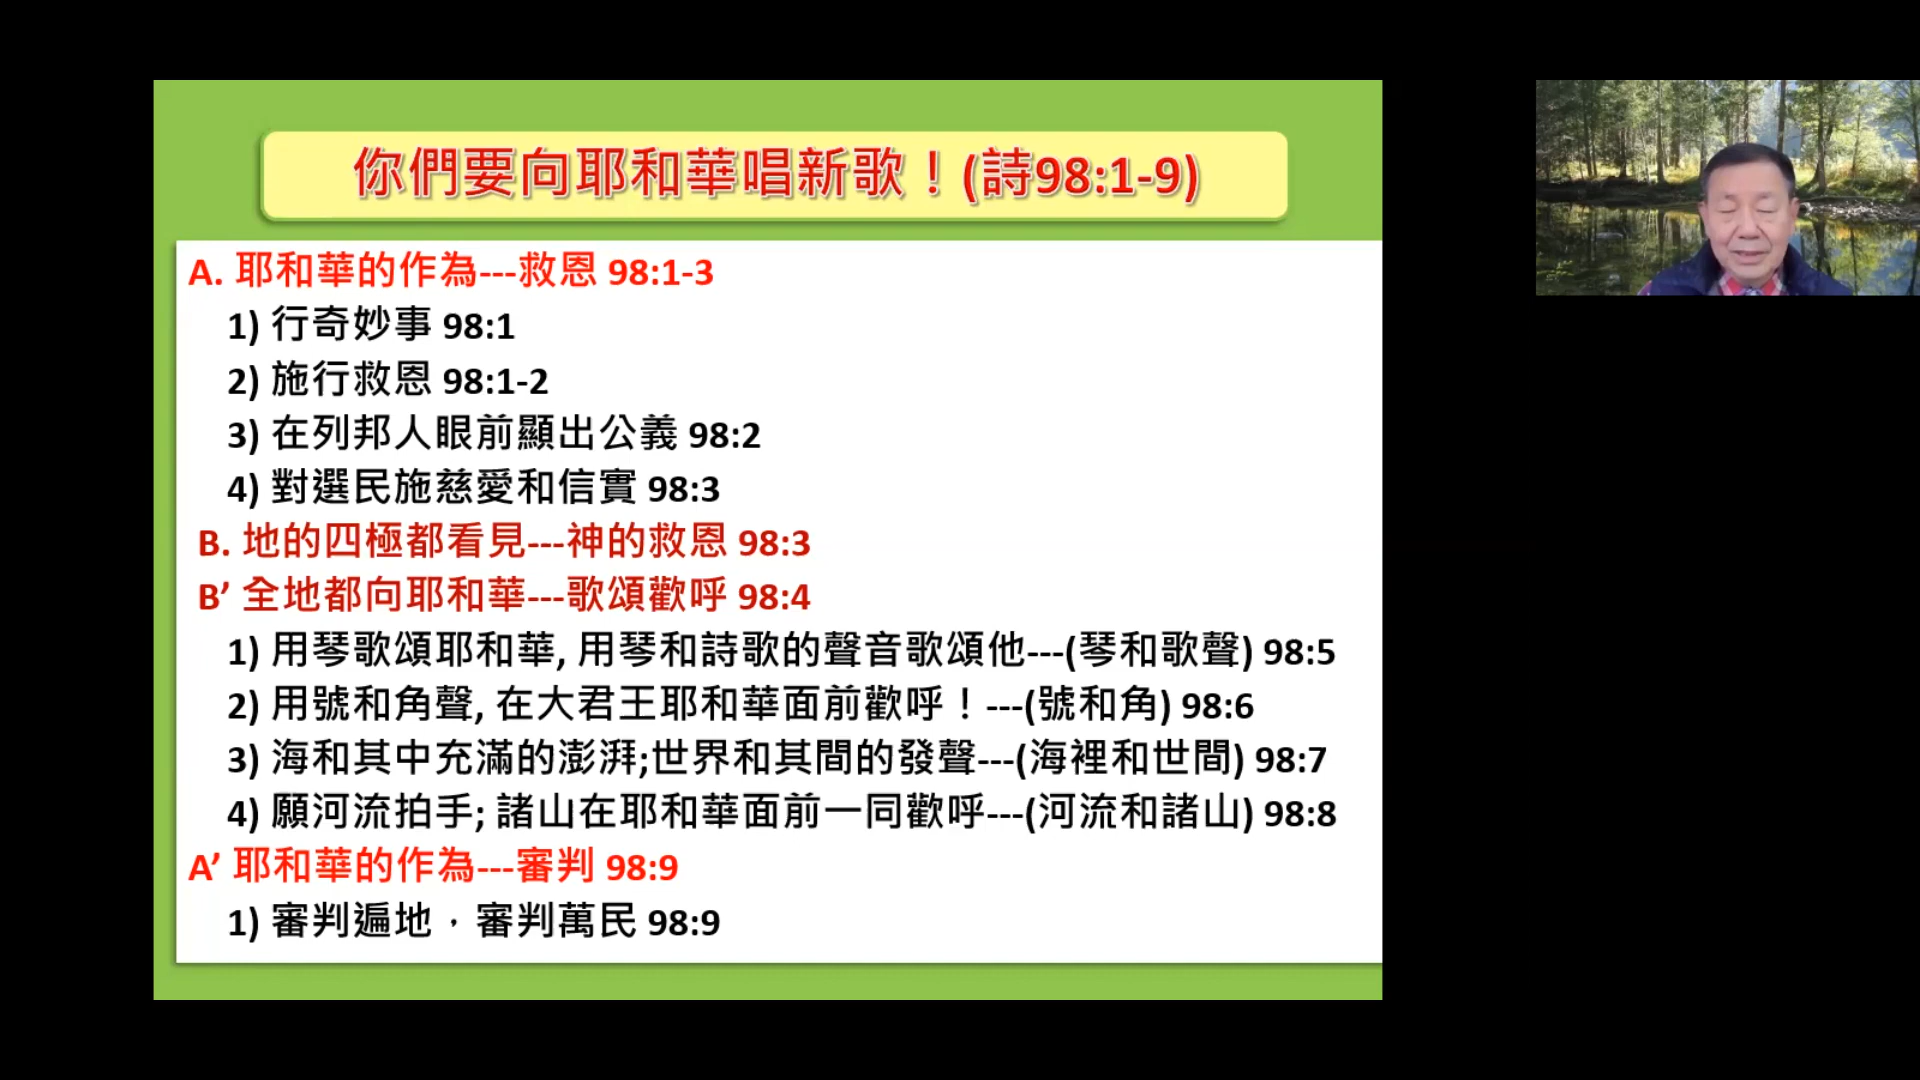 你們要向耶和華唱新歌！(詩98:1-9)
A. 耶和華的作為---救恩 98:1-3
1) 行奇妙事 98:1
2) 施行救恩 98:1-2
3) 在列邦人眼前顯出公義 98:2
4) 對選民施慈愛和信實 98:3
B. 地的四極都看見---神的救恩 98:3
B’ 全地都向耶和華---歌頌歡呼 98:4
1) 用琴歌頌耶和華, 用琴和詩歌的聲音歌頌他---(琴和歌聲) 98:5
2) 用號和角聲, 在大君王耶和華面前歡呼！---(號和角) 98:6
3) 海和其中充滿的澎湃;世界和其間的發聲---(海裡和世間) 98:7
4) 願河流拍手; 諸山在耶和華面前一同歡呼---(河流和諸山) 98:8
A’ 耶和華的作為---審判 98:9
1) 審判遍地，審判萬民 98:9